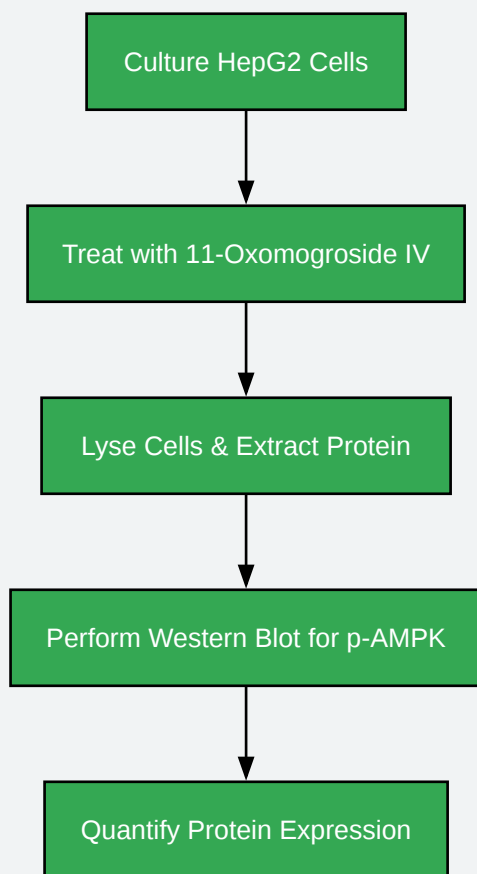 Culture HepG2 Cells
Treat with 11-Oxomogroside IV
Lyse Cells & Extract Protein
Perform Western Blot for p-AMPK
Quantify Protein Expression